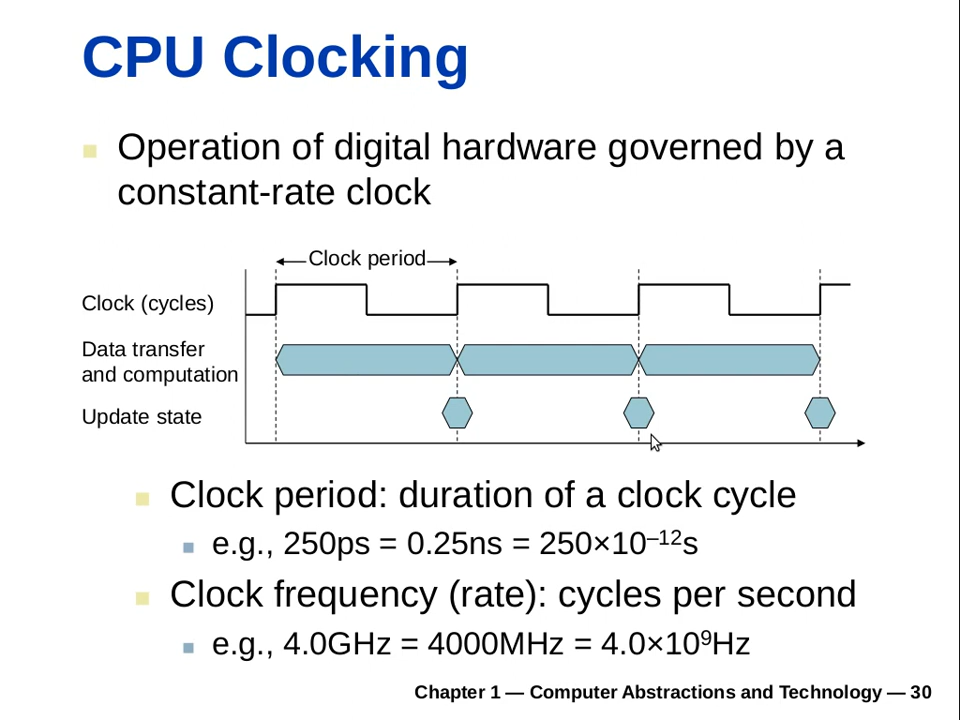 CPU Clocking
Operation of digital hardware governed by a
constant-rate clock
Clock period
Clock (cycles)
Data transfer
and computation
Update state
Clock period: duration of a clock cycle
e.g., 250ps = 0.25ns = 250×10⁻¹²s
Clock frequency (rate): cycles per second
e.g., 4.0GHz = 4000MHz = 4.0×10⁹Hz
Chapter 1 — Computer Abstractions and Technology — 30